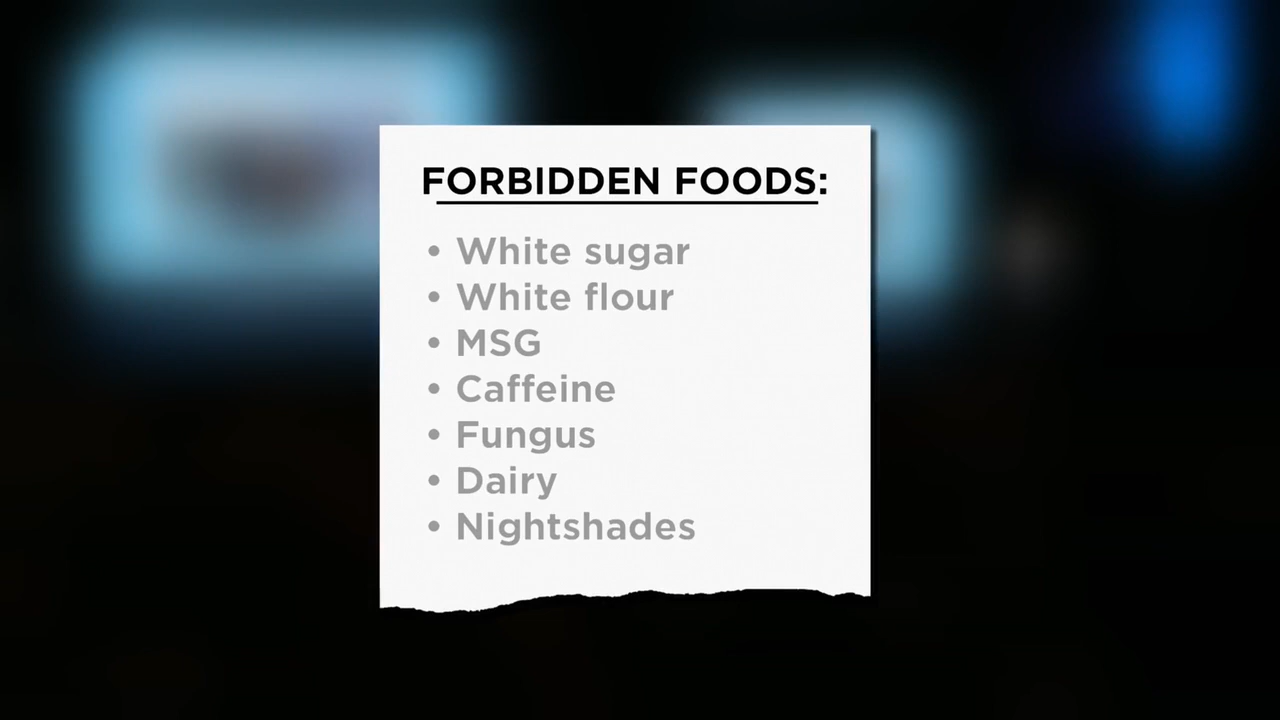 FORBIDDEN FOODS:
• White sugar
• White flour
• MSG
• Caffeine
• Fungus
• Dairy
• Nightshades